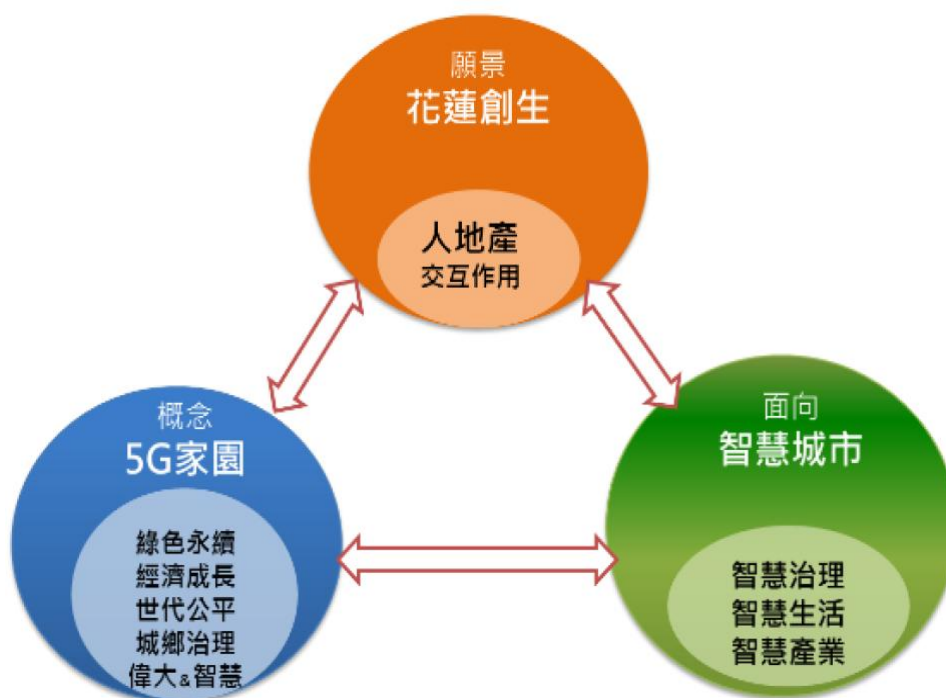 願景
花蓮創生
人地產
交互作用
概念
5G家園
綠色永續
經濟成長
世代公平
城鄉治理
偉大&智慧
面向
智慧城市
智慧治理
智慧生活
智慧產業